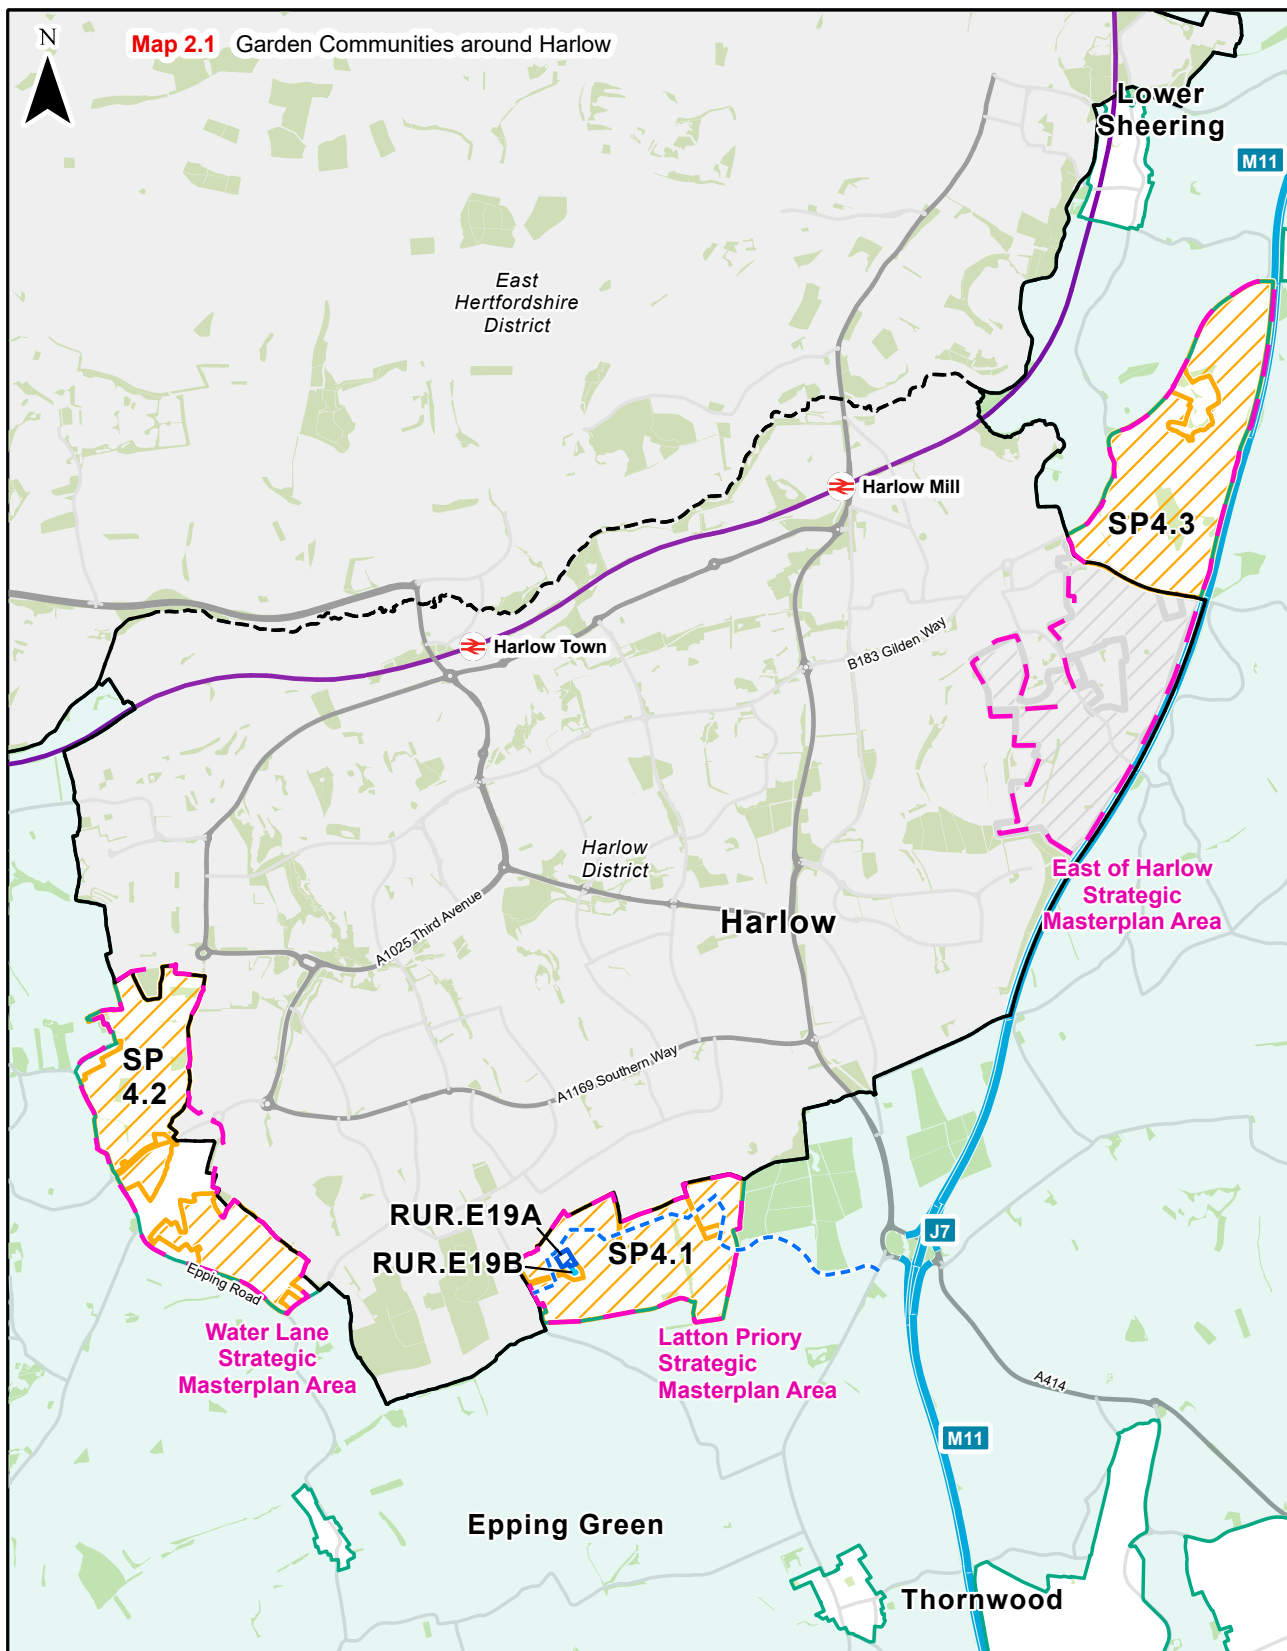 N
Map 2.1 Garden Communities around Harlow
Lower
Sheering
M11
East
Hertfordshire
District
Harlow Mill
SP4.3
Harlow Town
B183 Gilden Way
Harlow
District
East of Harlow
Strategic
Masterplan Area
A1025 Third Avenue
Harlow
SP
4.2
A1169 Southern Way
RUR.E19A
RUR.E19B
SP4.1
J7
Epping Road
Water Lane
Strategic
Masterplan Area
Latton Priory
Strategic
Masterplan Area
A414
M11
Epping Green
Thornwood